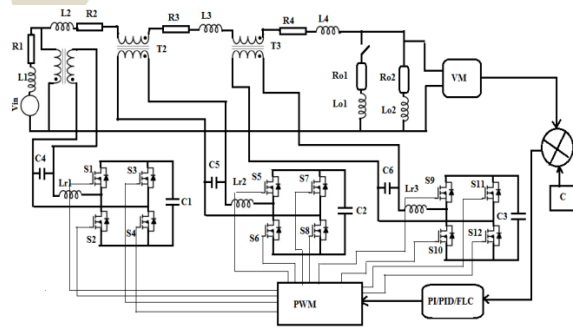 L2
R2
R3
L3
R4
L4
R1
T2
T3
L1
Vin
Ro1
Ro2
VM
Lo1
Lo2
C4
S1
S3
Lr1
C1
S2
S4
C5
S5
S7
Lr2
C2
S6
S8
C6
S9
S11
Lr3
C3
S10
S12
C
PWM
PI/PID/FLC